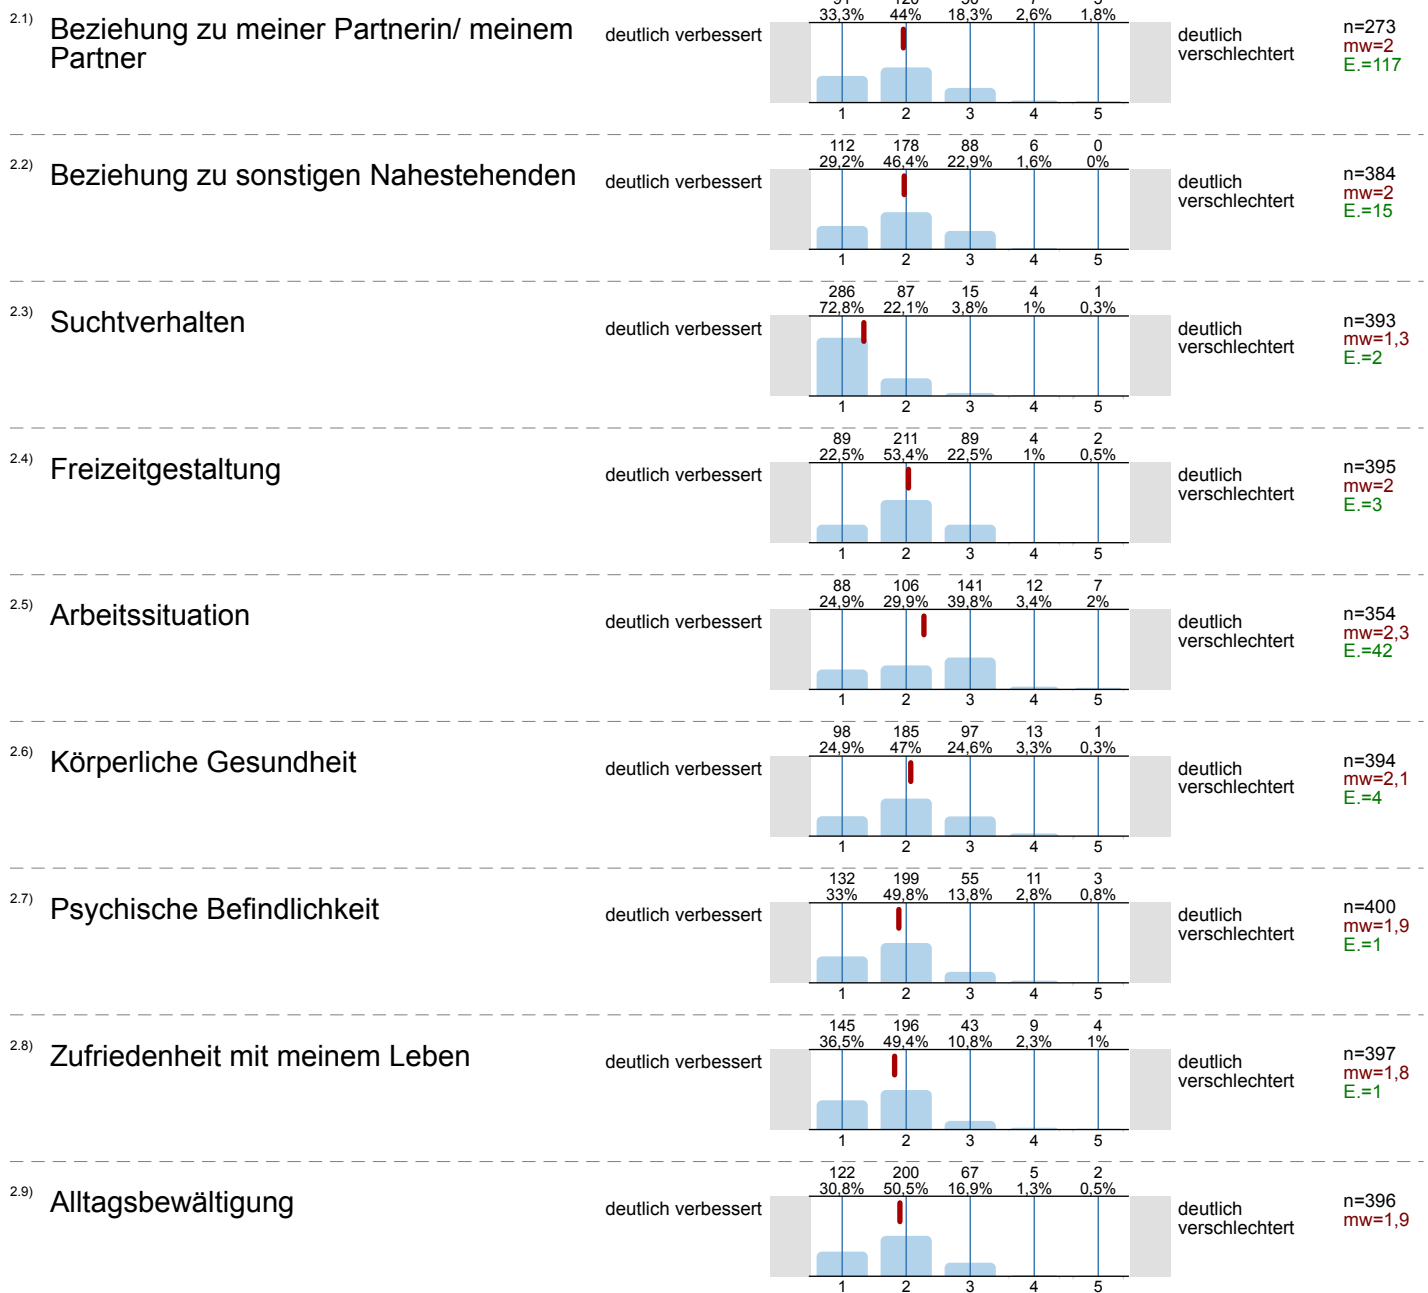 2.1) Beziehung zu meiner Partnerin/ meinem
Partner
deutlich verbessert
33,3% 44% 18,3% 2,6% 1,8%
1 2 3 4 5
deutlich
verschlechtert
n=273
mw=2
E.=117
2.2) Beziehung zu sonstigen Nahestehenden
deutlich verbessert
112 178 88 6 0
29,2% 46,4% 22,9% 1,6% 0%
1 2 3 4 5
deutlich
verschlechtert
n=384
mw=2
E.=15
2.3) Suchtverhalten
deutlich verbessert
286 87 15 4 1
72,8% 22,1% 3,8% 1% 0,3%
1 2 3 4 5
deutlich
verschlechtert
n=393
mw=1,3
E.=2
2.4) Freizeitgestaltung
deutlich verbessert
89 211 89 4 2
22,5% 53,4% 22,5% 1% 0,5%
1 2 3 4 5
deutlich
verschlechtert
n=395
mw=2
E.=3
2.5) Arbeitssituation
deutlich verbessert
88 106 141 12 7
24,9% 29,9% 39,8% 3,4% 2%
1 2 3 4 5
deutlich
verschlechtert
n=354
mw=2,3
E.=42
2.6) Körperliche Gesundheit
deutlich verbessert
98 185 97 13 1
24,9% 47% 24,6% 3,3% 0,3%
1 2 3 4 5
deutlich
verschlechtert
n=394
mw=2,1
E.=4
2.7) Psychische Befindlichkeit
deutlich verbessert
132 199 55 11 3
33% 49,8% 13,8% 2,8% 0,8%
1 2 3 4 5
deutlich
verschlechtert
n=400
mw=1,9
E.=1
2.8) Zufriedenheit mit meinem Leben
deutlich verbessert
145 196 43 9 4
36,5% 49,4% 10,8% 2,3% 1%
1 2 3 4 5
deutlich
verschlechtert
n=397
mw=1,8
E.=1
2.9) Alltagsbewältigung
deutlich verbessert
122 200 67 5 2
30,8% 50,5% 16,9% 1,3% 0,5%
1 2 3 4 5
deutlich
verschlechtert
n=396
mw=1,9